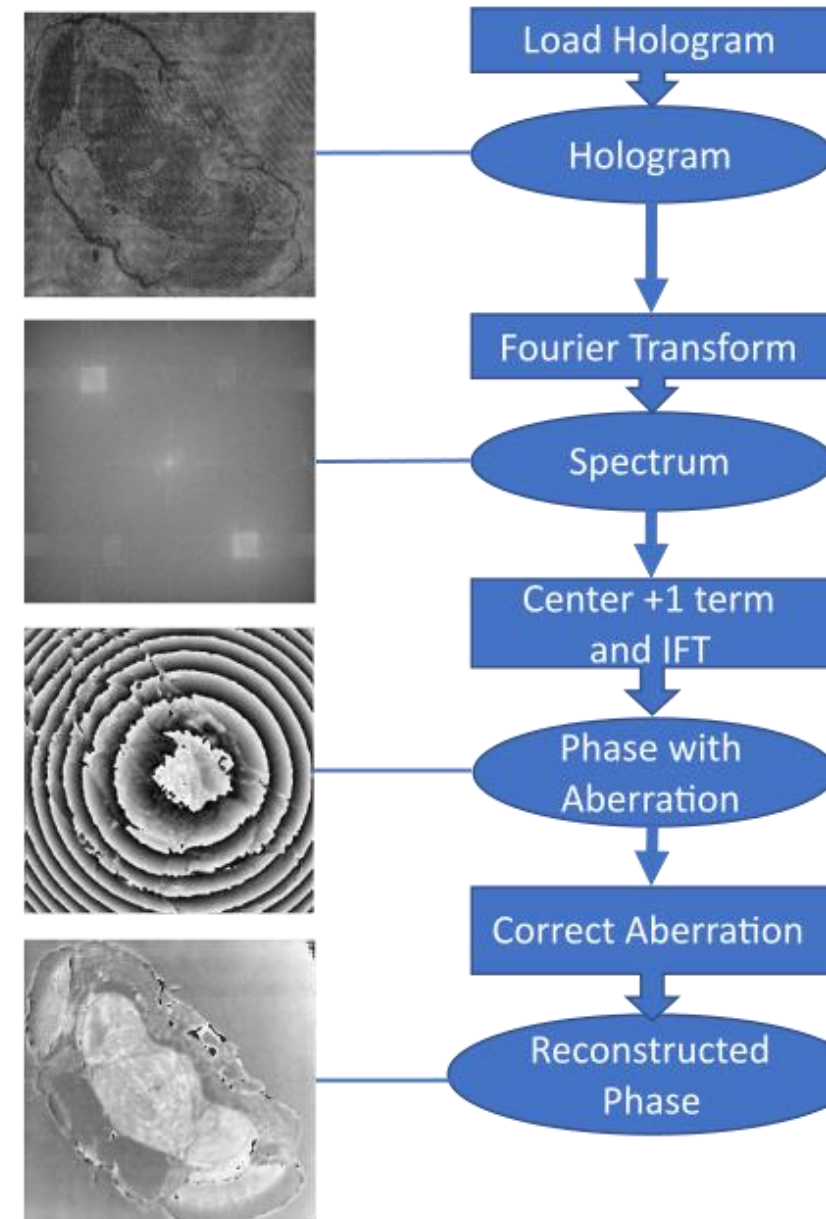 Load Hologram
Hologram
Fourier Transform
Spectrum
Center +1 term
and IFT
Phase with
Aberration
Correct Aberration
Reconstructed
Phase